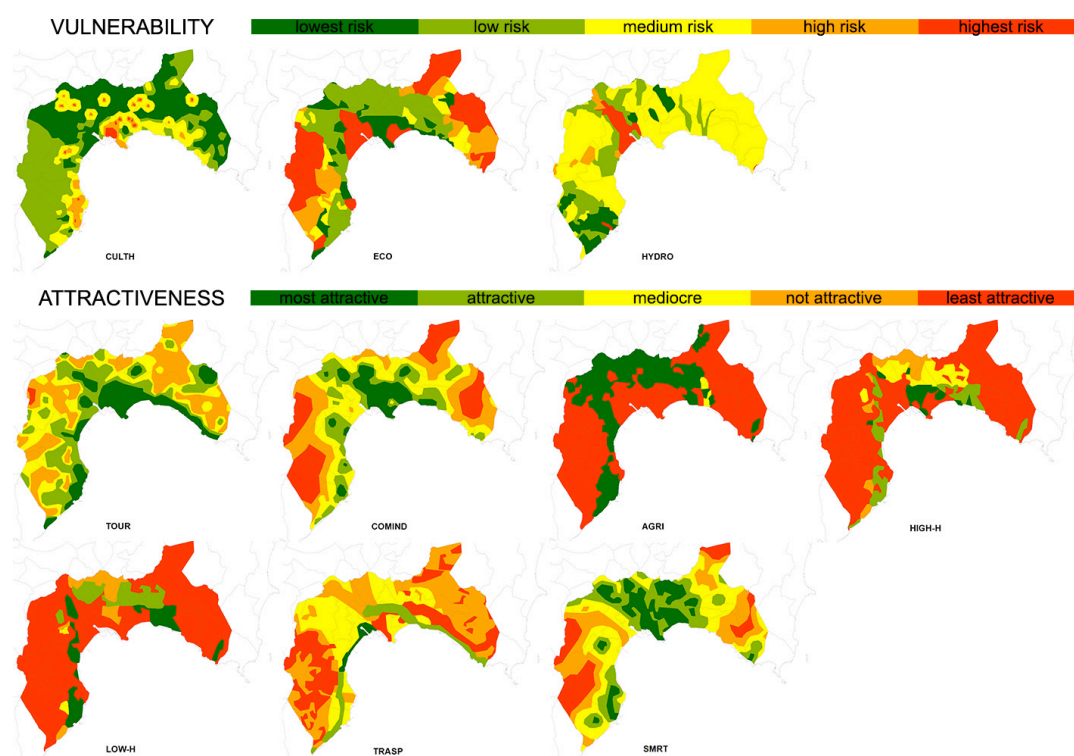 VULNERABILITY lowest risk low risk medium risk high risk highest risk
CULTH ECO HYDRO
ATTRACTIVENESS most attractive attractive mediocre not attractive least attractive
TOUR COMIND AGRI HIGH-H
LOW-H TRASP SMRT